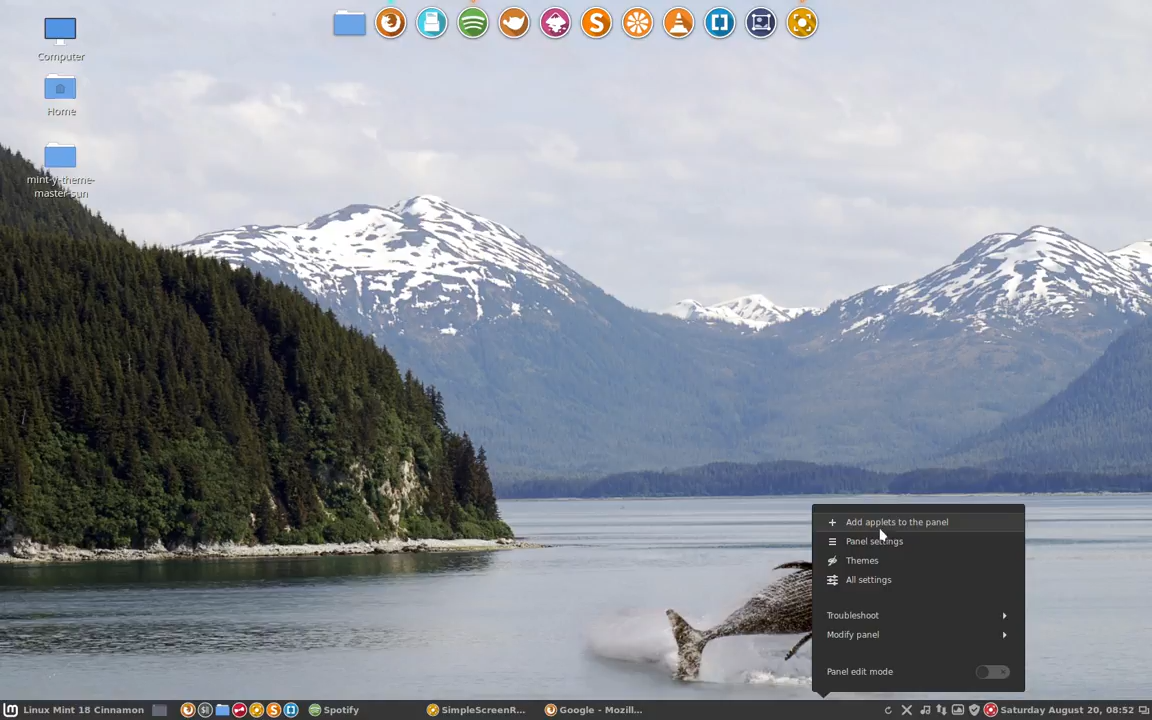 Computer
Home
mint-y-theme-
master-sun
Add applets to the panel
Panel settings
Themes
All settings
Troubleshoot
Modify panel
Panel edit mode
Linux Mint 18 Cinnamon
Spotify
SimpleScreenR...
Google - Mozill...
Saturday August 20, 08:52